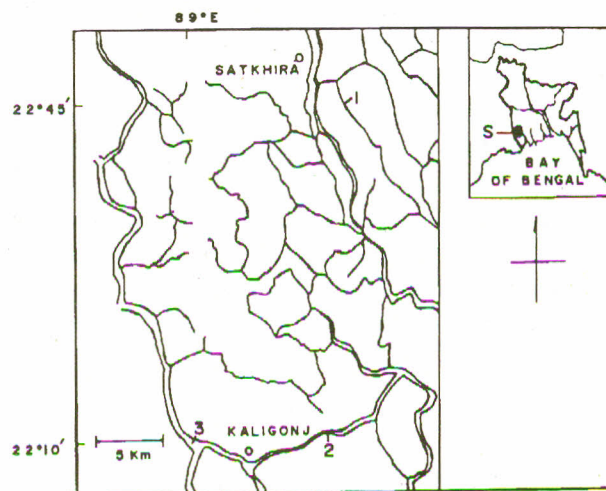 89°E
SATKHIRA
22°45'
1
S
BAY
OF BENGAL
3
KALIGONJ
22°10'
5 Km
2